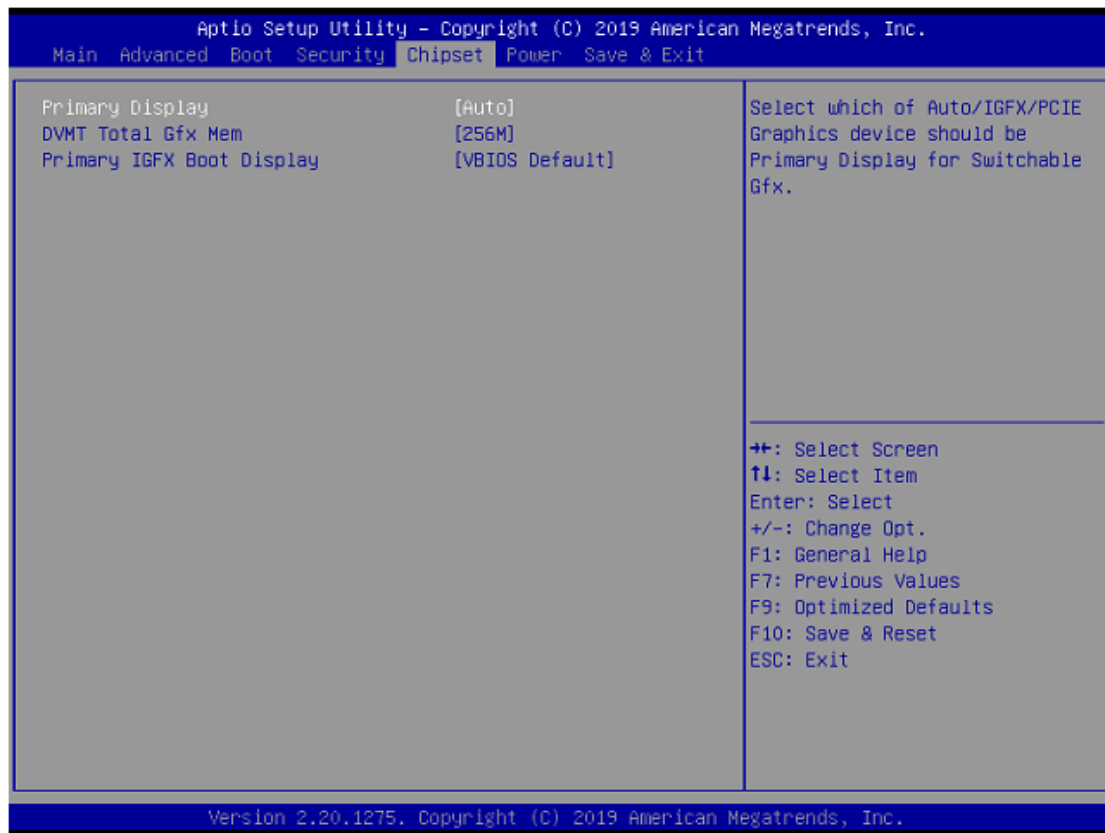 Aptio Setup Utility – Copyright (C) 2019 American Megatrends, Inc.
Main Advanced Boot Security Chipset Power Save & Exit
Primary Display [Auto]
DVMT Total Gfx Mem [256M]
Primary IGFX Boot Display [VBIOS Default]
Select which of Auto/IGFX/PCIE
Graphics device should be
Primary Display for Switchable
Gfx.
→←: Select Screen
↑↓: Select Item
Enter: Select
+/-: Change Opt.
F1: General Help
F7: Previous Values
F9: Optimized Defaults
F10: Save & Reset
ESC: Exit
Version 2.20.1275. Copyright (C) 2019 American Megatrends, Inc.